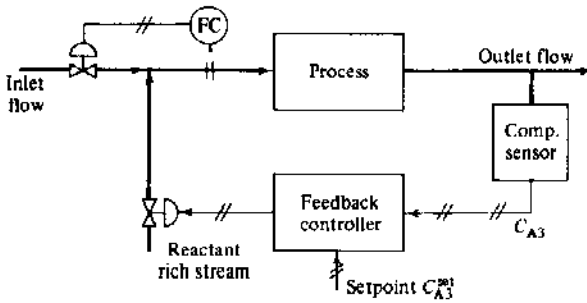 FC
Inlet
flow
Process
Outlet flow
Comp.
sensor
Feedback
controller
C_A3
Reactant
rich stream
Setpoint C_A3^set